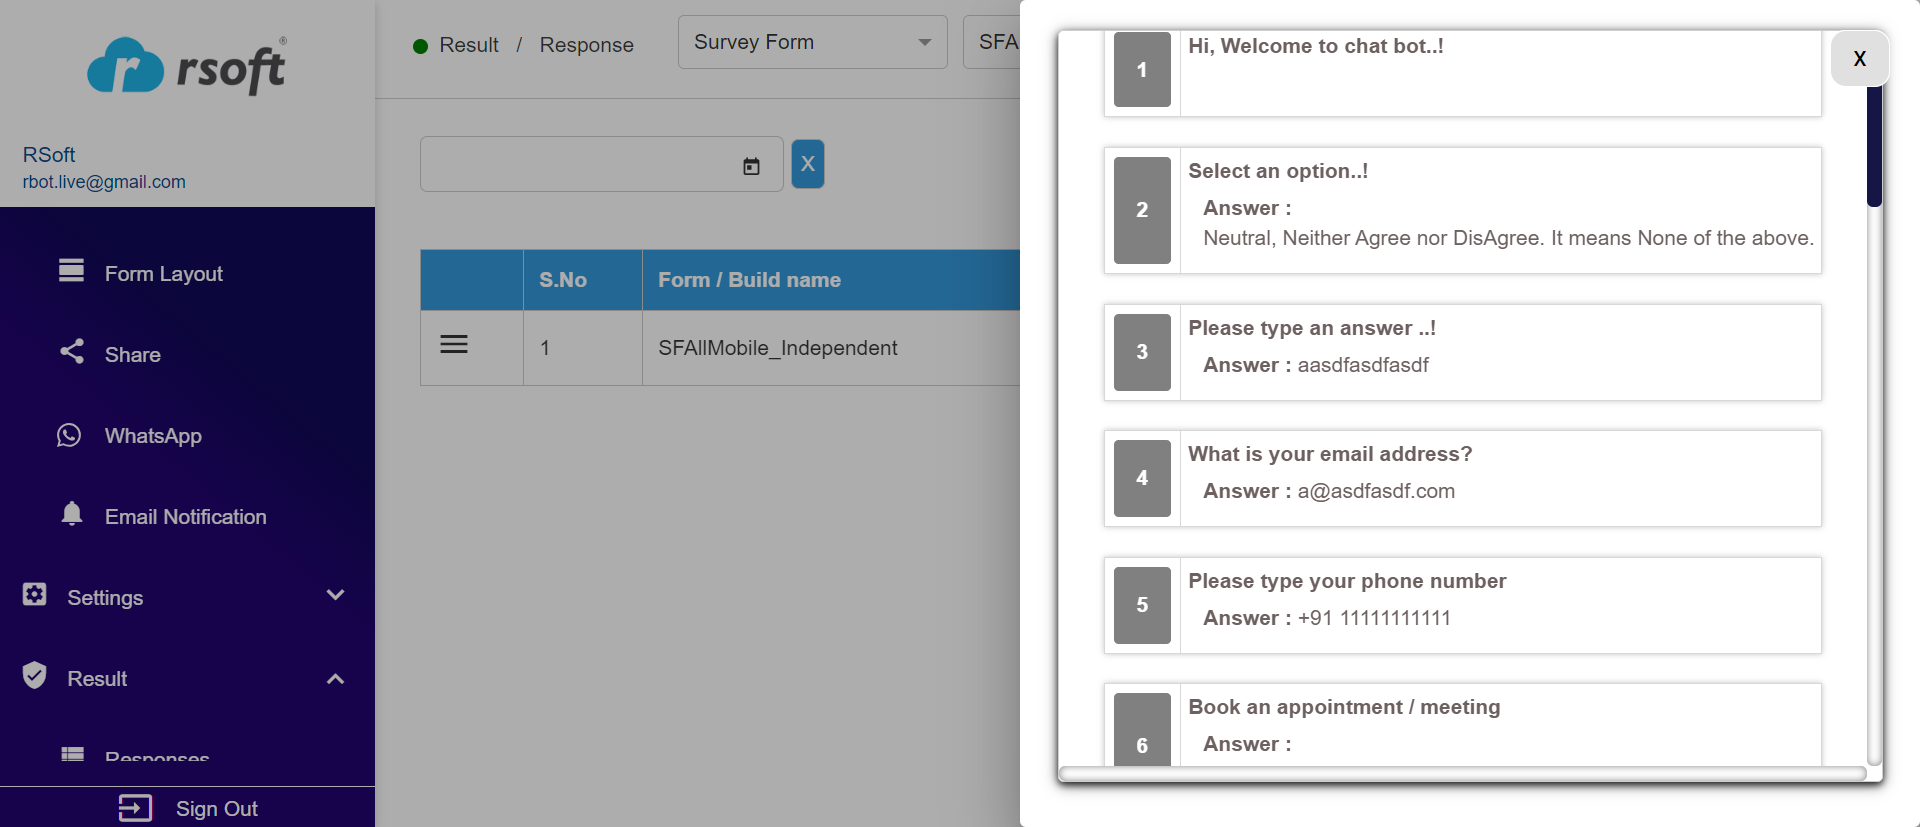 rsoft
®
RSoft
rbot.live@gmail.com
Form Layout
Share
WhatsApp
Email Notification
Settings
Result
Responses
Sign Out
Result / Response
Survey Form
SFA
X
S.No
Form / Build name
1
SFAllMobile_Independent
X
1
Hi, Welcome to chat bot..!
2
Select an option..!
Answer :
Neutral, Neither Agree nor DisAgree. It means None of the above.
3
Please type an answer ..!
Answer : aasdfasdfasdf
4
What is your email address?
Answer : a@asdfasdf.com
5
Please type your phone number
Answer : +91 11111111111
6
Book an appointment / meeting
Answer :